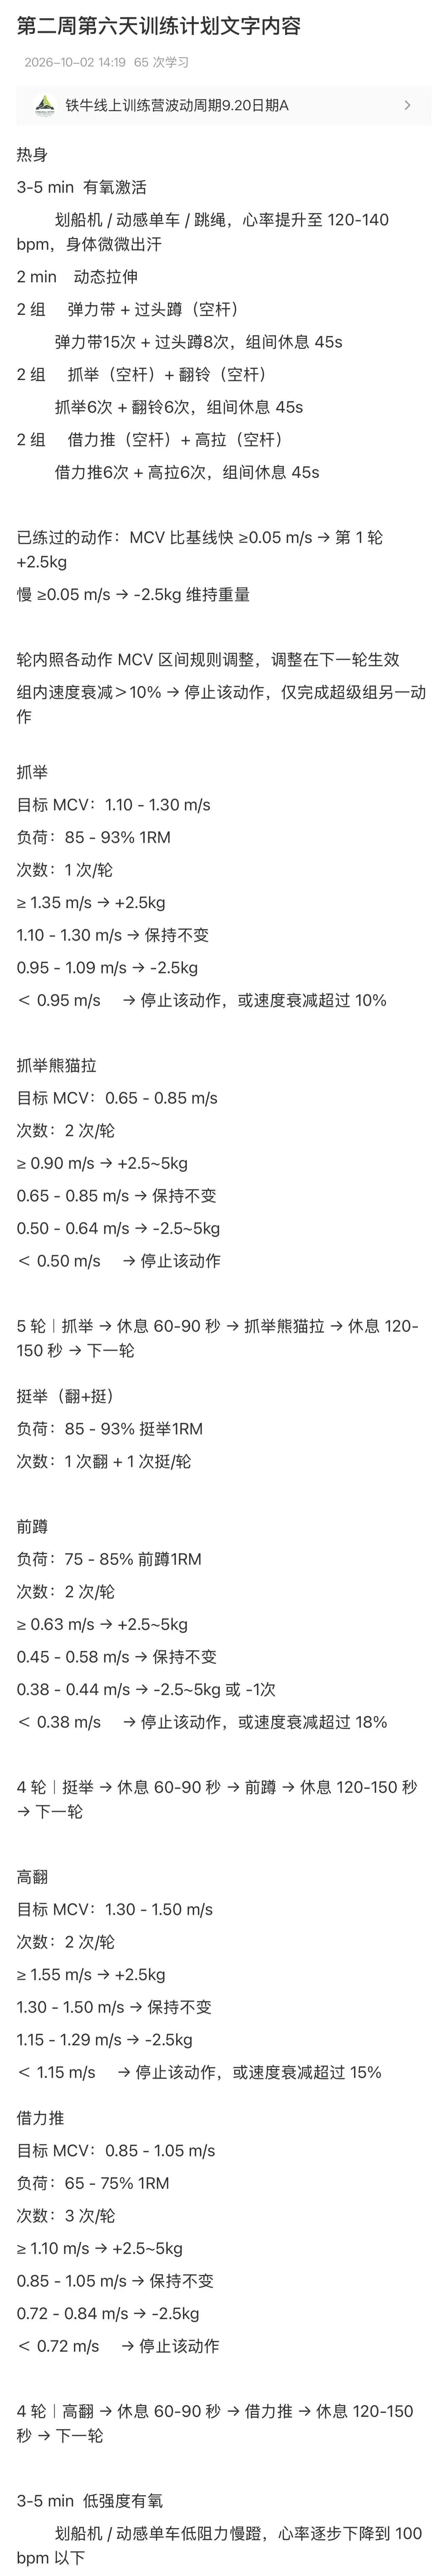 第二周第六天训练计划文字内容
2026-10-02 14:19 65 次学习
铁牛线上训练营波动周期9.20日期A
热身
3-5 min 有氧激活
划船机 / 动感单车 / 跳绳，心率提升至 120-140
bpm，身体微微出汗
2 min 动态拉伸
2 组 弹力带 + 过头蹲（空杆）
弹力带15次 + 过头蹲8次，组间休息 45s
2 组 抓举（空杆）+ 翻铃（空杆）
抓举6次 + 翻铃6次，组间休息 45s
2 组 借力推（空杆）+ 高拉（空杆）
借力推6次 + 高拉6次，组间休息 45s
已练过的动作：MCV 比基线快 ≥0.05 m/s → 第 1 轮
+2.5kg
慢 ≥0.05 m/s → -2.5kg 维持重量
轮内照各动作 MCV 区间规则调整，调整在下一轮生效
组内速度衰减＞10% → 停止该动作，仅完成超级组另一动
作
抓举
目标 MCV：1.10 - 1.30 m/s
负荷：85 - 93% 1RM
次数：1 次/轮
≥ 1.35 m/s → +2.5kg
1.10 - 1.30 m/s → 保持不变
0.95 - 1.09 m/s → -2.5kg
＜ 0.95 m/s → 停止该动作，或速度衰减超过 10%
抓举熊猫拉
目标 MCV：0.65 - 0.85 m/s
次数：2 次/轮
≥ 0.90 m/s → +2.5~5kg
0.65 - 0.85 m/s → 保持不变
0.50 - 0.64 m/s → -2.5~5kg
＜ 0.50 m/s → 停止该动作
5 轮｜抓举 → 休息 60-90 秒 → 抓举熊猫拉 → 休息 120-
150 秒 → 下一轮
挺举（翻+挺）
负荷：85 - 93% 挺举1RM
次数：1 次翻 + 1 次挺/轮
前蹲
负荷：75 - 85% 前蹲1RM
次数：2 次/轮
≥ 0.63 m/s → +2.5~5kg
0.45 - 0.58 m/s → 保持不变
0.38 - 0.44 m/s → -2.5~5kg 或 -1次
＜ 0.38 m/s → 停止该动作，或速度衰减超过 18%
4 轮｜挺举 → 休息 60-90 秒 → 前蹲 → 休息 120-150 秒
→ 下一轮
高翻
目标 MCV：1.30 - 1.50 m/s
次数：2 次/轮
≥ 1.55 m/s → +2.5kg
1.30 - 1.50 m/s → 保持不变
1.15 - 1.29 m/s → -2.5kg
＜ 1.15 m/s → 停止该动作，或速度衰减超过 15%
借力推
目标 MCV：0.85 - 1.05 m/s
负荷：65 - 75% 1RM
次数：3 次/轮
≥ 1.10 m/s → +2.5~5kg
0.85 - 1.05 m/s → 保持不变
0.72 - 0.84 m/s → -2.5kg
＜ 0.72 m/s → 停止该动作
4 轮｜高翻 → 休息 60-90 秒 → 借力推 → 休息 120-150
秒 → 下一轮
3-5 min 低强度有氧
划船机 / 动感单车低阻力慢蹬，心率逐步下降到 100
bpm 以下